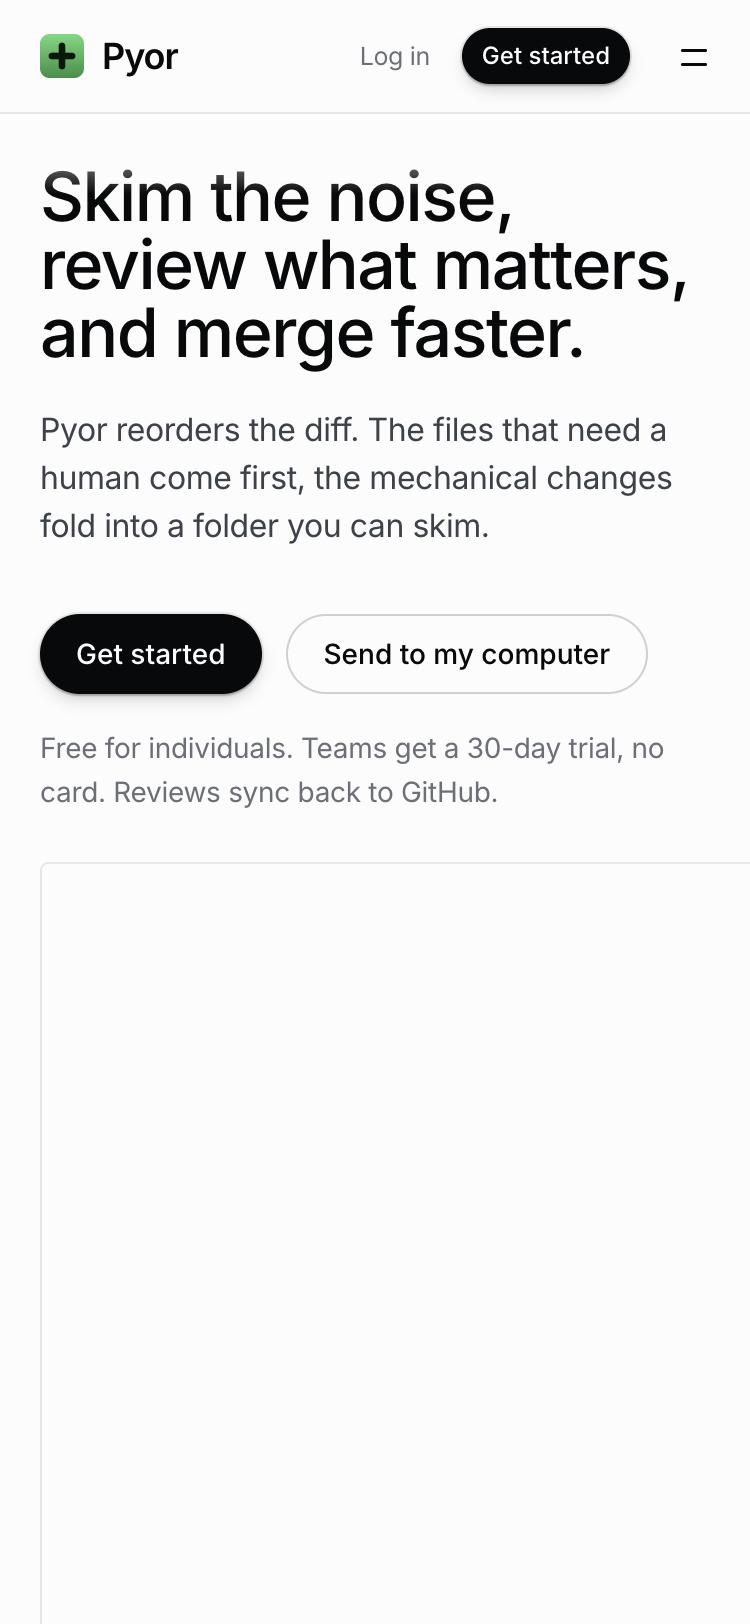 Pyor
Log in
Get started
Skim the noise,
review what matters,
and merge faster.
Pyor reorders the diff. The files that need a
human come first, the mechanical changes
fold into a folder you can skim.
Get started
Send to my computer
Free for individuals. Teams get a 30-day trial, no
card. Reviews sync back to GitHub.